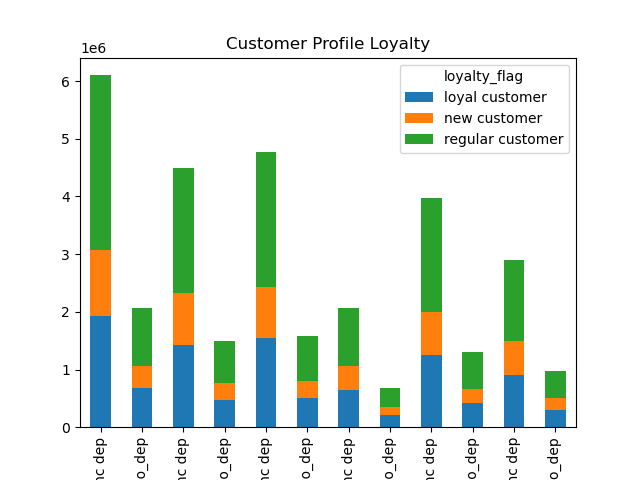 Customer Profile Loyalty
1e6
loyalty_flag
loyal customer
new customer
regular customer
6
5
4
3
2
1
0
nc dep
o_dep
nc dep
o_dep
nc dep
o_dep
nc dep
o_dep
nc dep
o_dep
nc dep
o_dep